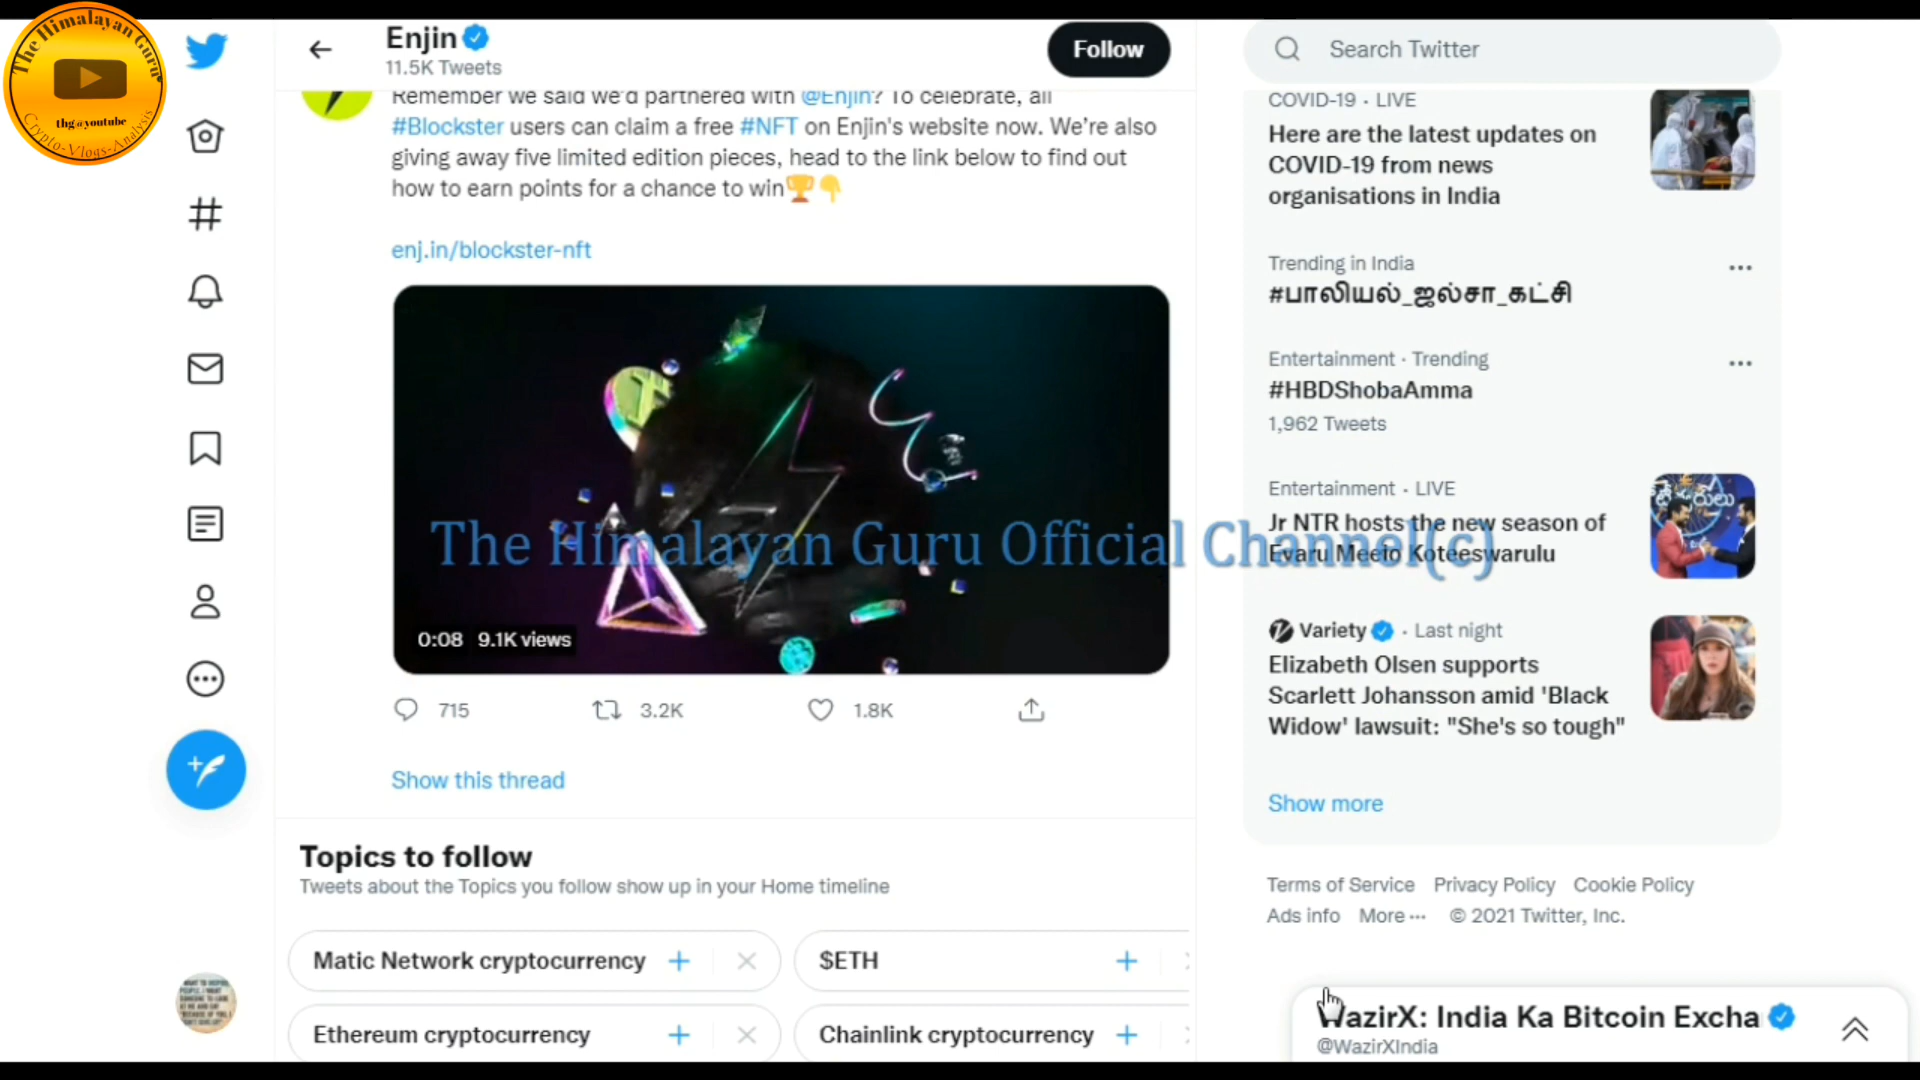 The Himalayan Guru
thg@youtube
Crypto-Vlogs-Analysis
Enjin
11.5K Tweets
Follow
Search Twitter
Remember we said we'd partnered with @Enjin? To celebrate, all
#Blockster users can claim a free #NFT on Enjin's website now. We're also
giving away five limited edition pieces, head to the link below to find out
how to earn points for a chance to win🏆👇
enj.in/blockster-nft
0:08 9.1K views
715 3.2K 1.8K
Show this thread
Topics to follow
Tweets about the Topics you follow show up in your Home timeline
Matic Network cryptocurrency
$ETH
Ethereum cryptocurrency
Chainlink cryptocurrency
COVID-19 · LIVE
Here are the latest updates on
COVID-19 from news
organisations in India
Trending in India
#பாலியல்_ஜல்சா_கட்சி
Entertainment · Trending
#HBDShobaAmma
1,962 Tweets
Entertainment · LIVE
Jr NTR hosts the new season of
Evaru Meelo Koteeswarulu
Variety · Last night
Elizabeth Olsen supports
Scarlett Johansson amid 'Black
Widow' lawsuit: "She's so tough"
Show more
Terms of Service Privacy Policy Cookie Policy
Ads info More ··· © 2021 Twitter, Inc.
WazirX: India Ka Bitcoin Excha
@WazirXIndia
The Himalayan Guru Official Channel(c)